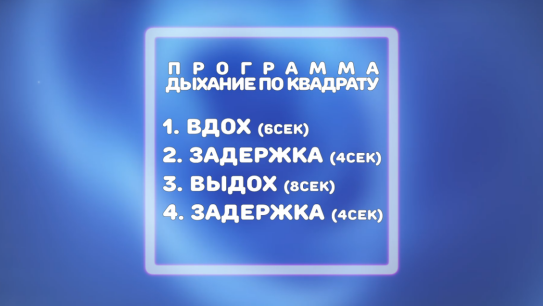 ПРОГРАММА
ДЫХАНИЕ ПО КВАДРАТУ
1. ВДОХ (6СЕК)
2. ЗАДЕРЖКА (4СЕК)
3. ВЫДОХ (8СЕК)
4. ЗАДЕРЖКА (4СЕК)